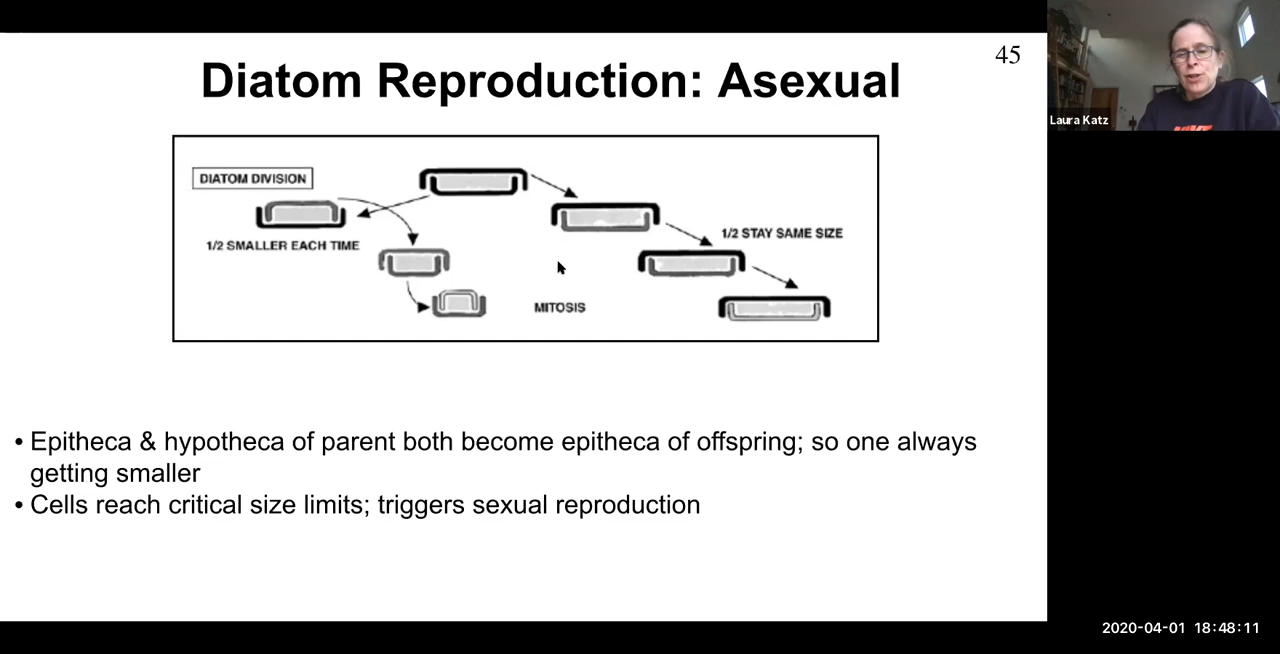 45
Diatom Reproduction: Asexual
DIATOM DIVISION
1/2 SMALLER EACH TIME
1/2 STAY SAME SIZE
MITOSIS
• Epitheca & hypotheca of parent both become epitheca of offspring; so one always
getting smaller
• Cells reach critical size limits; triggers sexual reproduction
Laura Katz
2020-04-01 18:48:11